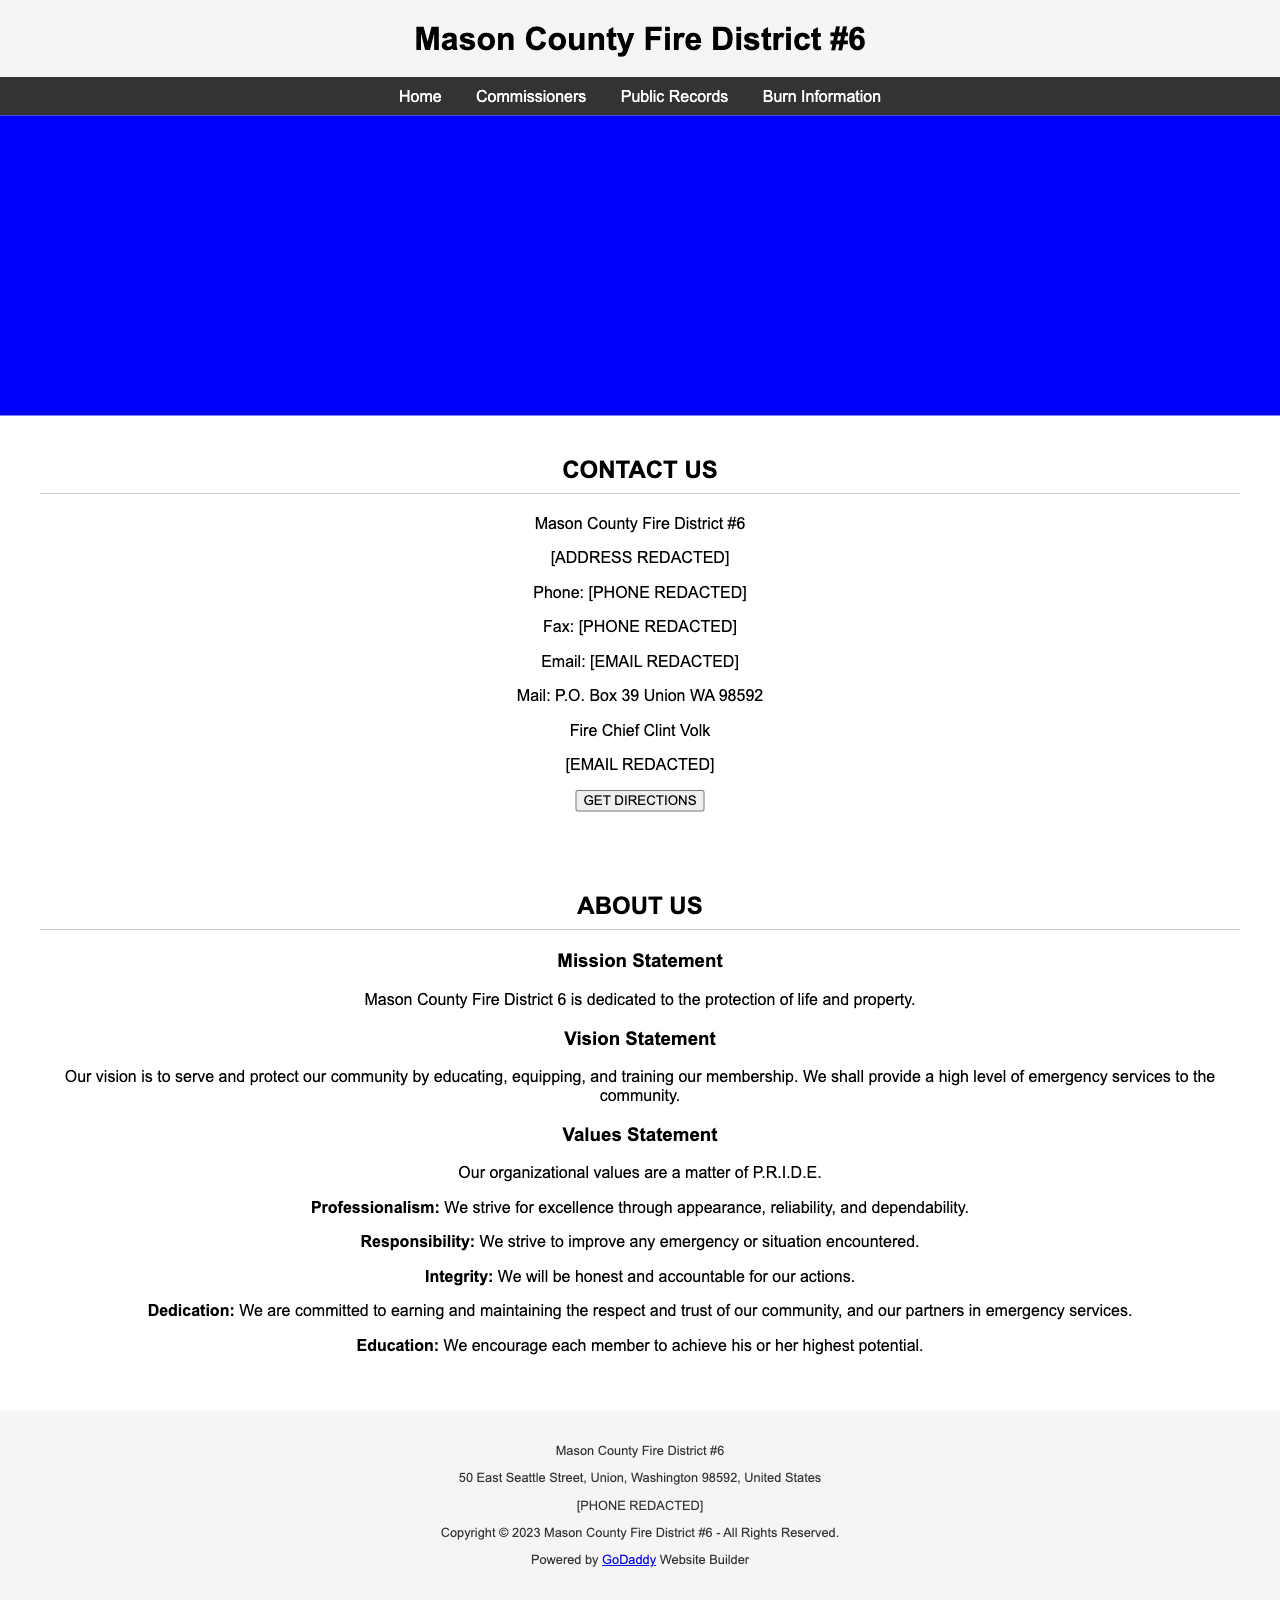 Mason County Fire District #6
Home Commissioners Public Records Burn Information
CONTACT US
Mason County Fire District #6
[ADDRESS REDACTED]
Phone: [PHONE REDACTED]
Fax: [PHONE REDACTED]
Email: [EMAIL REDACTED]
Mail: P.O. Box 39 Union WA 98592
Fire Chief Clint Volk
[EMAIL REDACTED]
GET DIRECTIONS
ABOUT US
Mission Statement
Mason County Fire District 6 is dedicated to the protection of life and property.
Vision Statement
Our vision is to serve and protect our community by educating, equipping, and training our membership. We shall provide a high level of emergency services to the
community.
Values Statement
Our organizational values are a matter of P.R.I.D.E.
Professionalism: We strive for excellence through appearance, reliability, and dependability.
Responsibility: We strive to improve any emergency or situation encountered.
Integrity: We will be honest and accountable for our actions.
Dedication: We are committed to earning and maintaining the respect and trust of our community, and our partners in emergency services.
Education: We encourage each member to achieve his or her highest potential.
Mason County Fire District #6
50 East Seattle Street, Union, Washington 98592, United States
[PHONE REDACTED]
Copyright © 2023 Mason County Fire District #6 - All Rights Reserved.
Powered by GoDaddy Website Builder